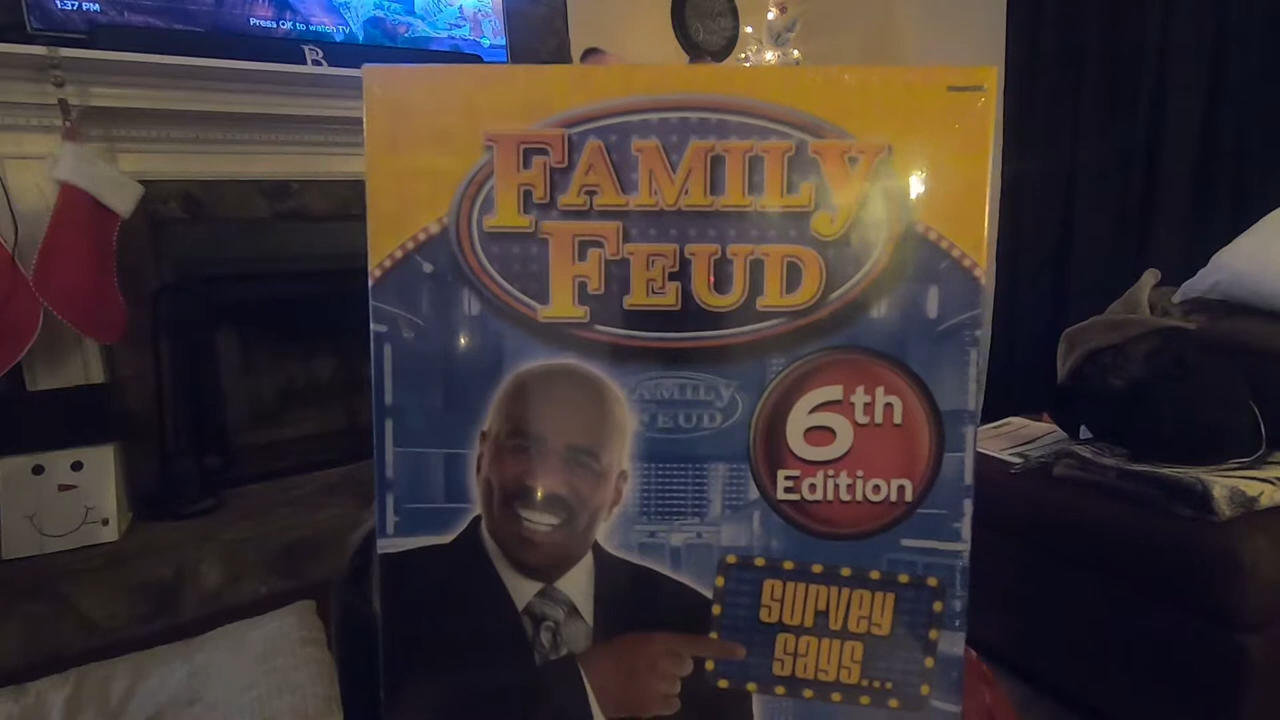 1:37 PM
Press OK to watch TV
B
FAMILY
FEUD
FAMILY
FEUD
6th
Edition
survey
says...